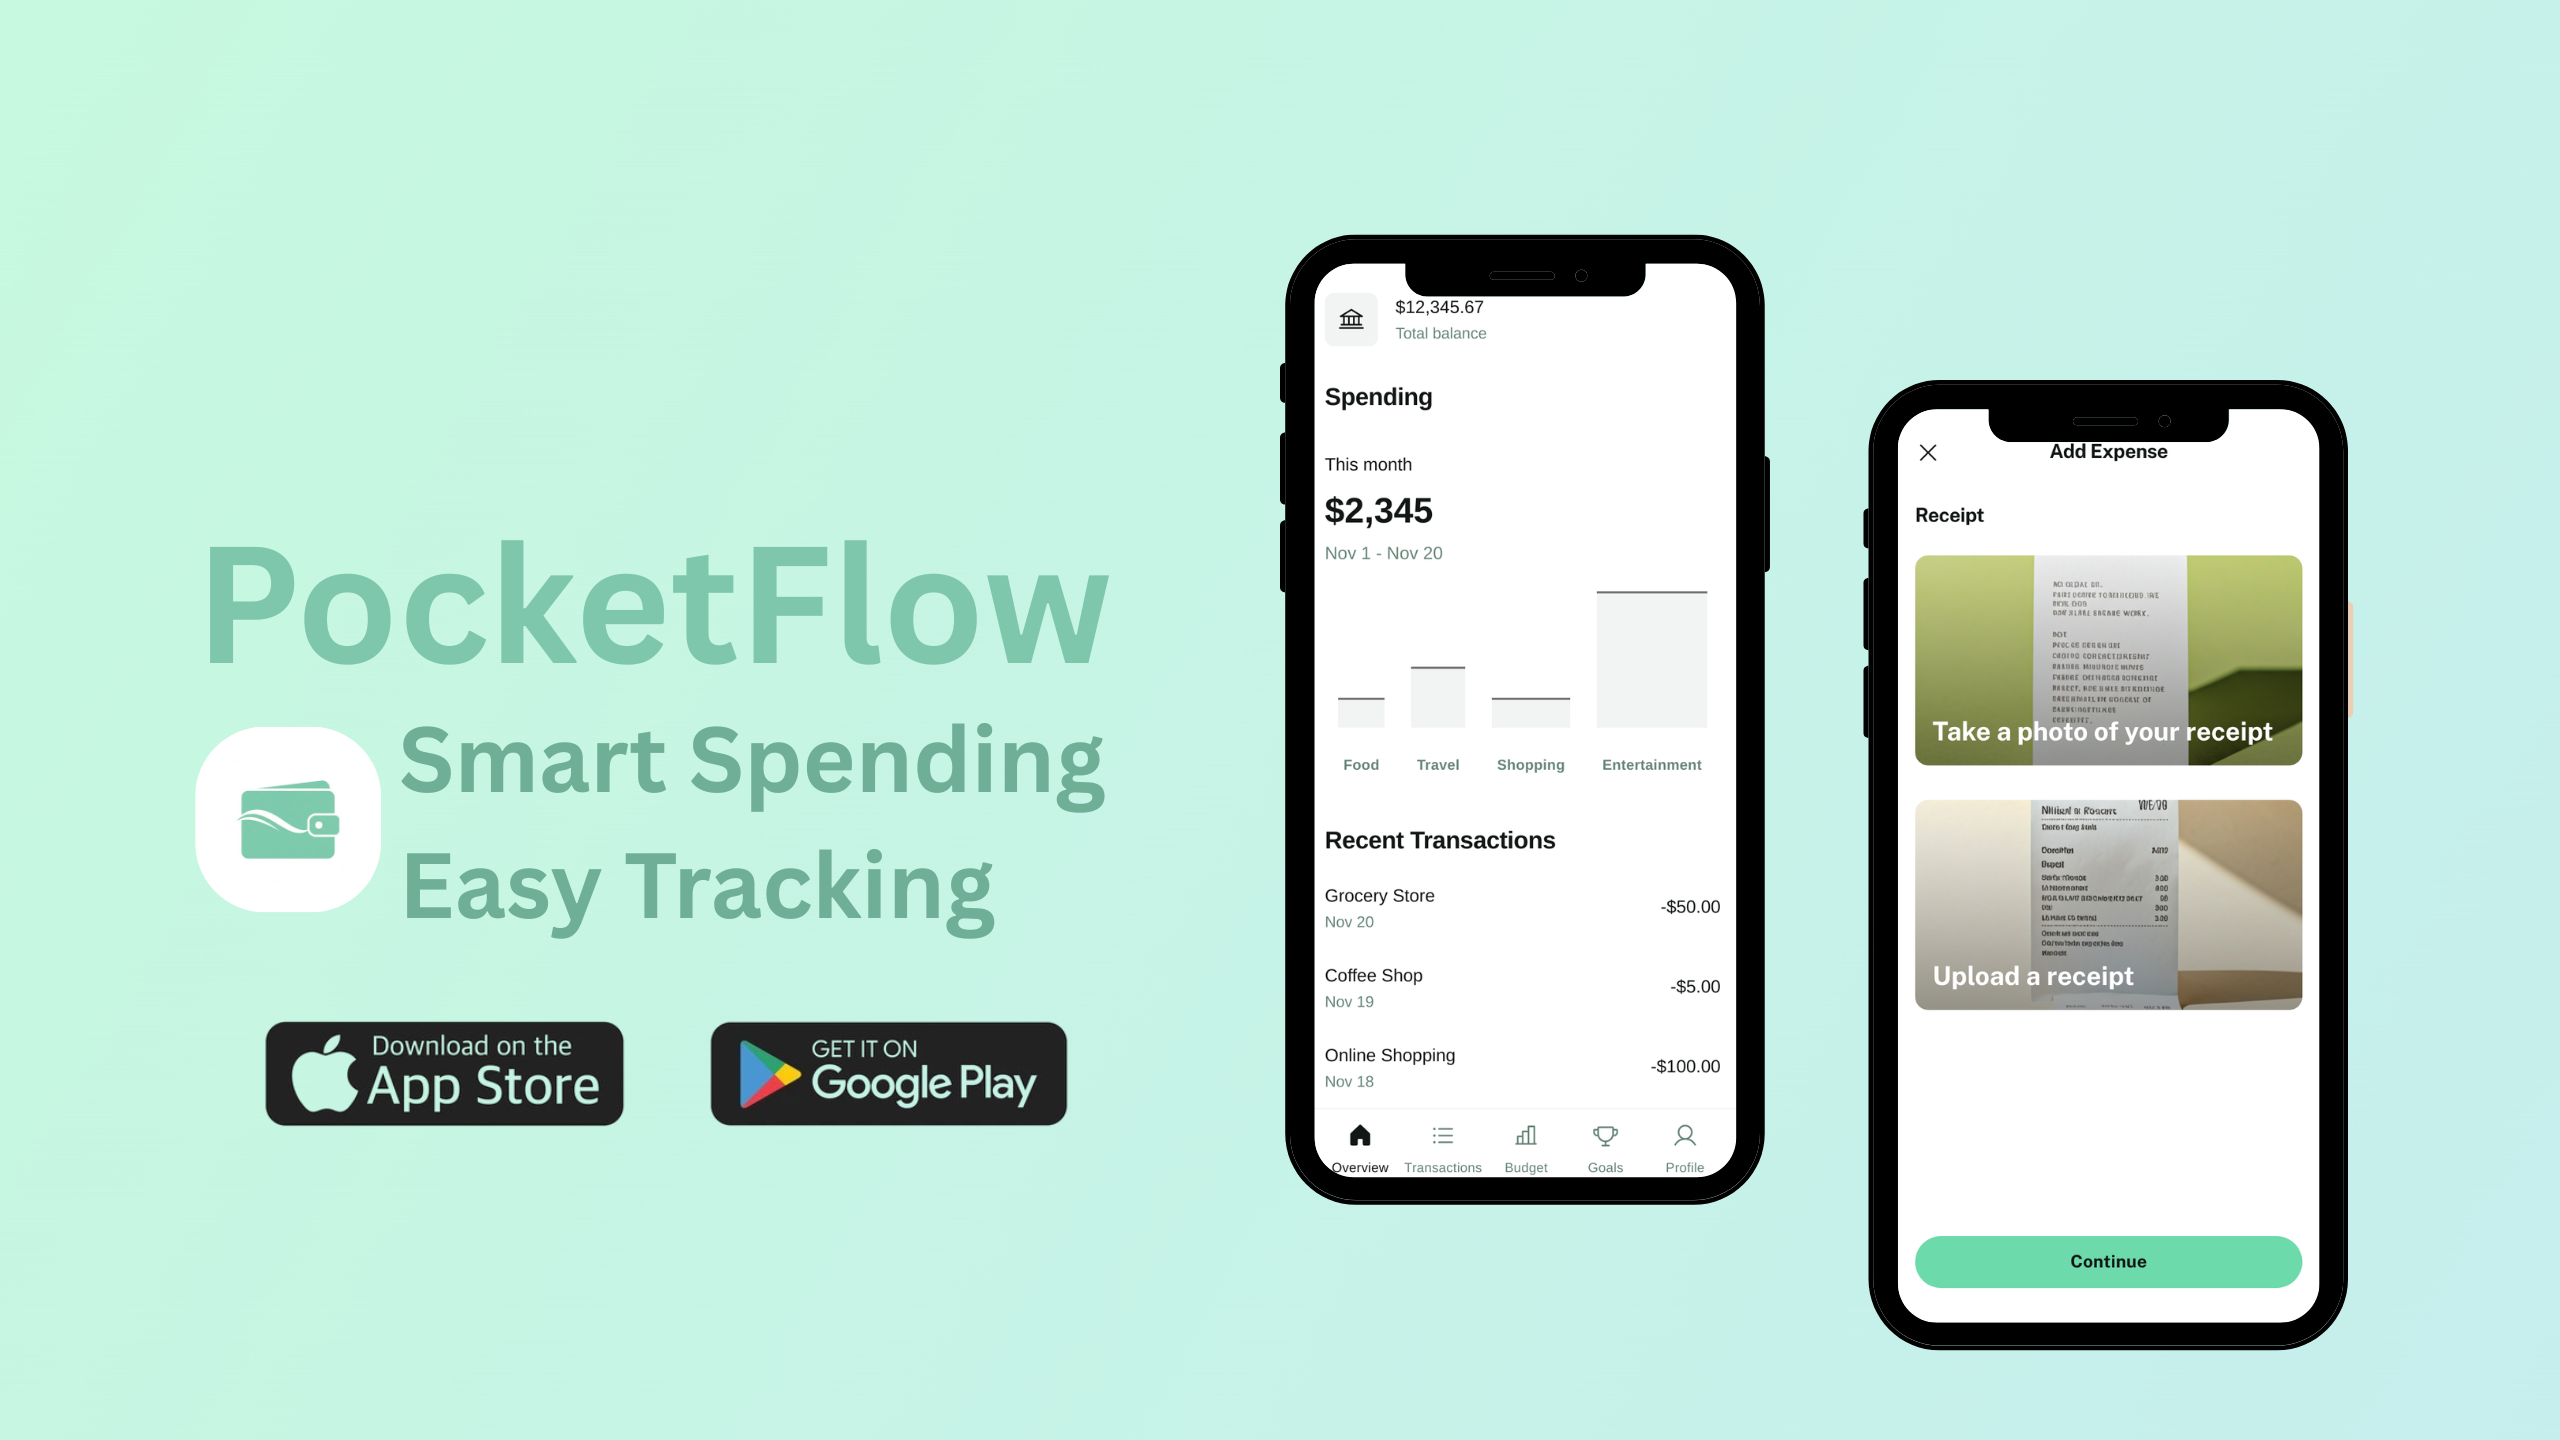 PocketFlow
Smart Spending
Easy Tracking
Download on the
App Store
GET IT ON
Google Play
$12,345.67
Total balance
Spending
This month
$2,345
Nov 1 - Nov 20
Food Travel Shopping Entertainment
Recent Transactions
Grocery Store -$50.00
Nov 20
Coffee Shop -$5.00
Nov 19
Online Shopping -$100.00
Nov 18
Overview Transactions Budget Goals Profile
Add Expense
Receipt
Take a photo of your receipt
Upload a receipt
Continue